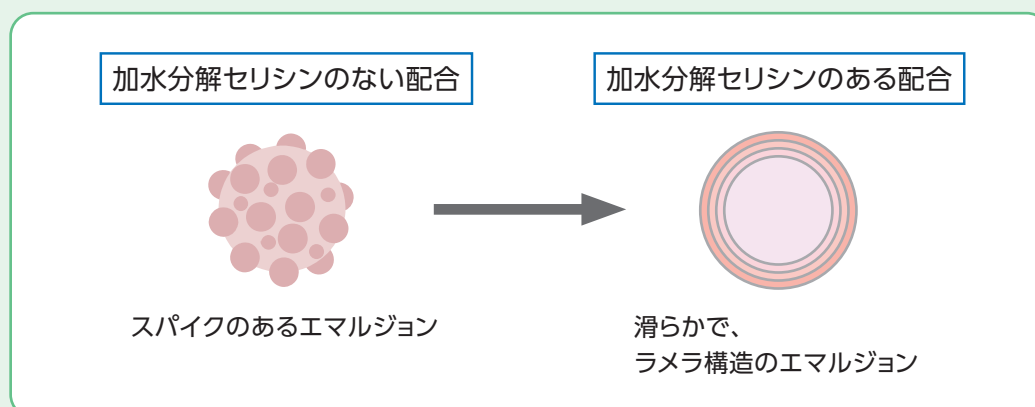 加水分解セリシンのない配合
加水分解セリシンのある配合
スパイクのあるエマルジョン
滑らかで、
ラメラ構造のエマルジョン